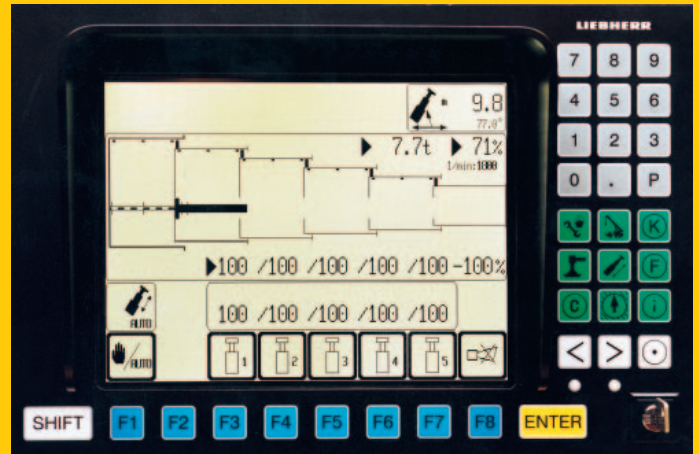 LIEBHERR
7 8 9
m 9.8
77.0°
4 5 6
7.7t 71%
1/min:1800
1 2 3
0 . P
K
F
100 /100 /100 /100 /100 -100%
C i
AUTO
100 /100 /100 /100 /100
/AUTO 1 2 3 4 5
< >
SHIFT F1 F2 F3 F4 F5 F6 F7 F8 ENTER